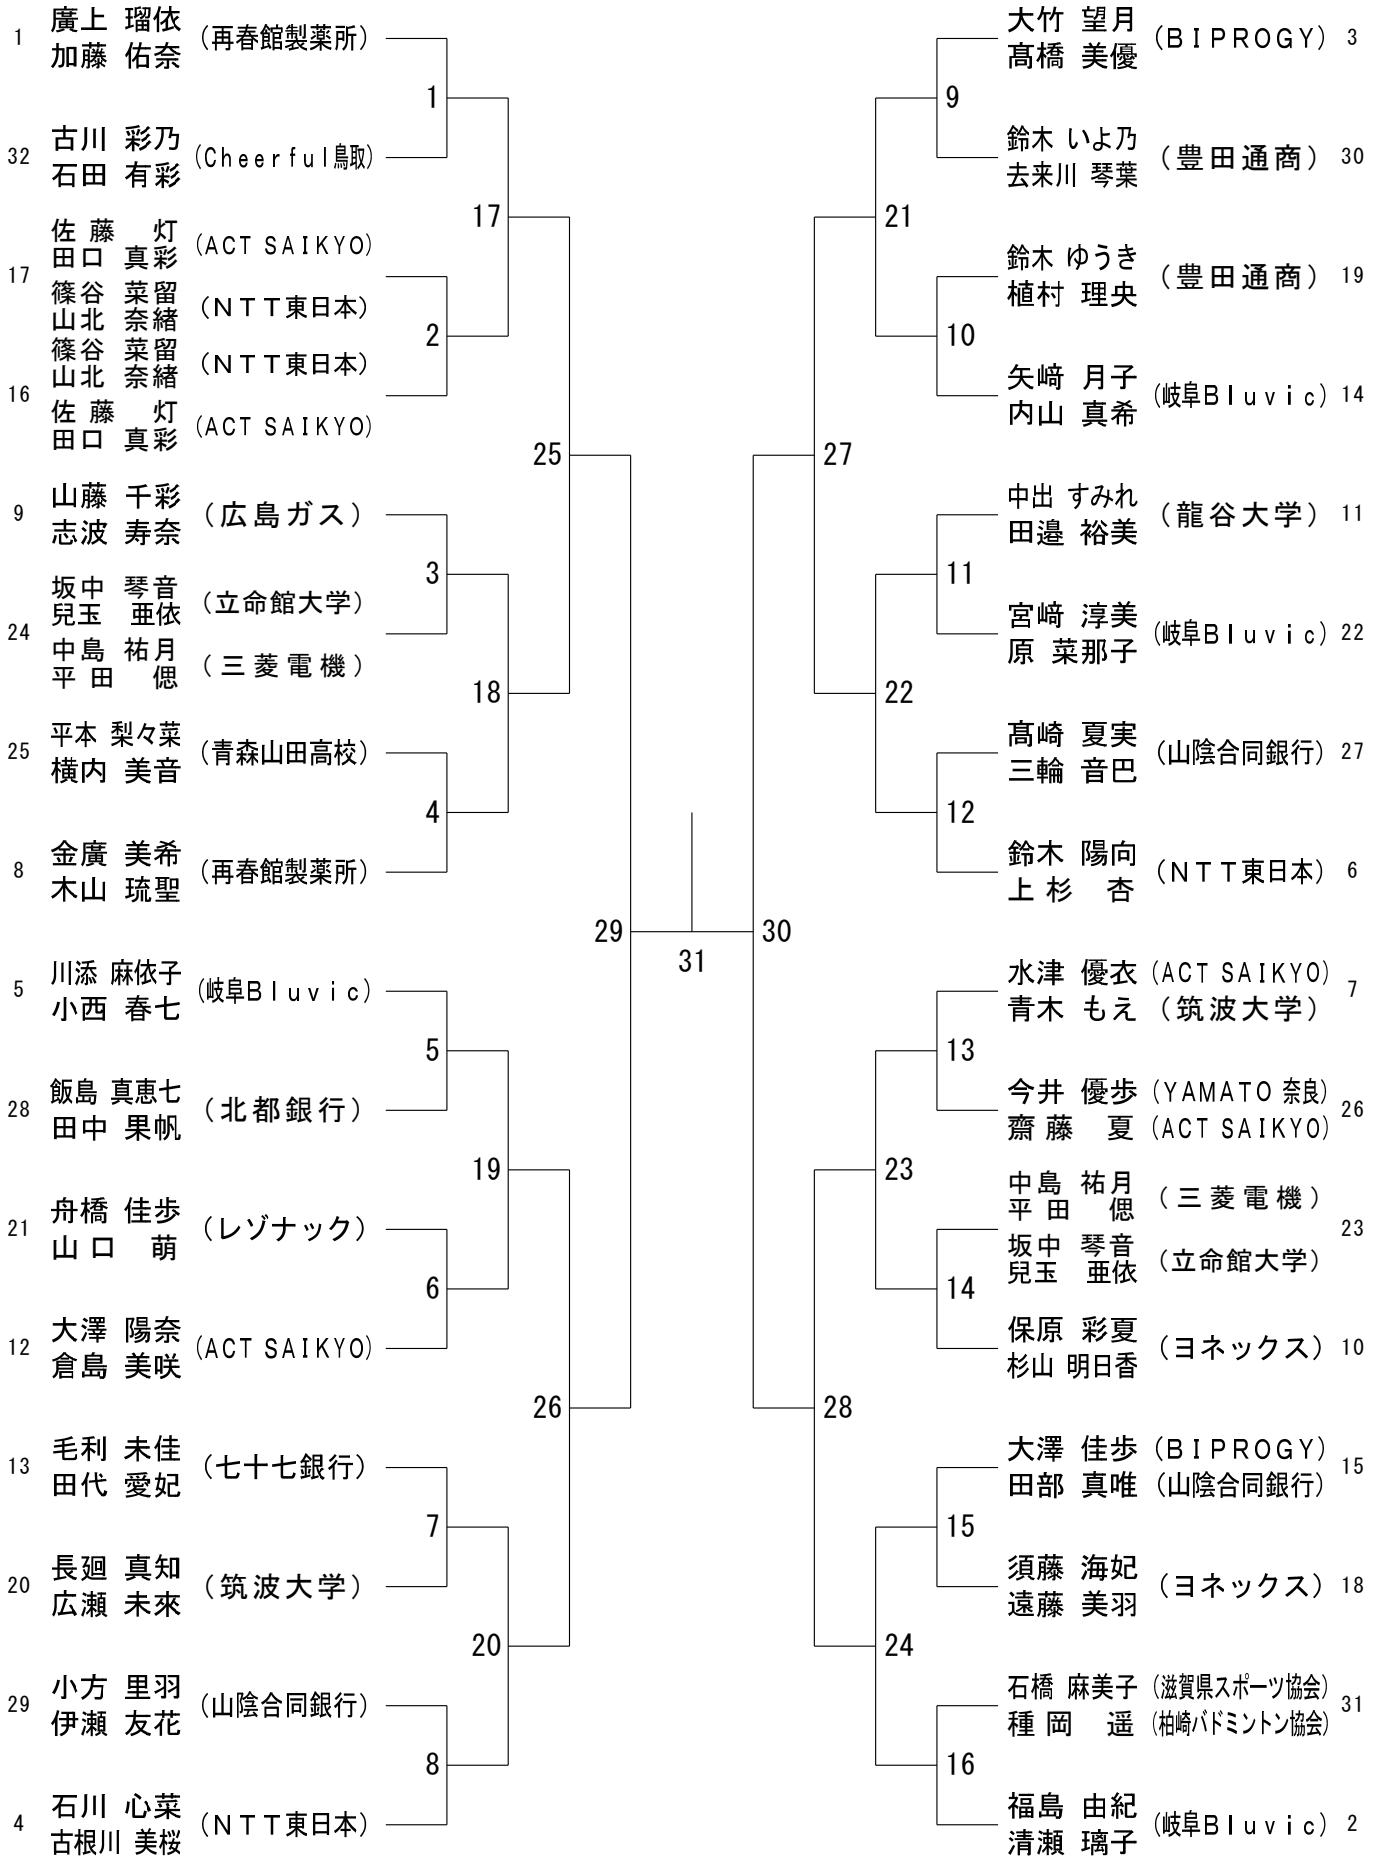 1 廣上 瑠依 (再春館製薬所)
加藤 佑奈
1
32 古川 彩乃 (Cheerful鳥取)
石田 有彩
17
佐藤 灯 (ACT SAIKYO)
田口 真彩
17
篠谷 菜留 (NTT東日本)
山北 奈緒
2
篠谷 菜留 (NTT東日本)
山北 奈緒
16
佐藤 灯 (ACT SAIKYO)
田口 真彩
25
9 山藤 千彩 (広島ガス)
志波 寿奈
3
坂中 琴音 (立命館大学)
兒玉 亜依
24
中島 祐月 (三菱電機)
平田 偲
18
25 平本 梨々菜 (青森山田高校)
横内 美音
4
8 金廣 美希 (再春館製薬所)
木山 琉聖
29
5 川添 麻依子 (岐阜Bluvic)
小西 春七
5
28 飯島 真恵七 (北都銀行)
田中 果帆
19
21 舟橋 佳歩 (レゾナック)
山口 萌
6
12 大澤 陽奈 (ACT SAIKYO)
倉島 美咲
26
13 毛利 未佳 (七十七銀行)
田代 愛妃
7
20 長廻 真知 (筑波大学)
広瀬 未來
20
29 小方 里羽 (山陰合同銀行)
伊瀬 友花
8
4 石川 心菜 (NTT東日本)
古根川 美桜
31
大竹 望月 (BIPROGY) 3
髙橋 美優
9
鈴木 いよ乃 (豊田通商) 30
去来川 琴葉
21
鈴木 ゆうき (豊田通商) 19
植村 理央
10
矢﨑 月子 (岐阜Bluvic) 14
内山 真希
27
中出 すみれ (龍谷大学) 11
田邉 裕美
11
宮﨑 淳美 (岐阜Bluvic) 22
原 菜那子
22
髙崎 夏実 (山陰合同銀行) 27
三輪 音巴
12
鈴木 陽向 (NTT東日本) 6
上杉 杏
30
水津 優衣 (ACT SAIKYO) 7
青木 もえ (筑波大学)
13
今井 優歩 (YAMATO 奈良) 26
齋藤 夏 (ACT SAIKYO)
23
中島 祐月 (三菱電機)
平田 偲
23
坂中 琴音 (立命館大学)
兒玉 亜依
14
保原 彩夏 (ヨネックス) 10
杉山 明日香
28
大澤 佳歩 (BIPROGY) 15
田部 真唯 (山陰合同銀行)
15
須藤 海妃 (ヨネックス) 18
遠藤 美羽
24
石橋 麻美子 (滋賀県スポーツ協会) 31
種岡 遥 (柏崎バドミントン協会)
16
福島 由紀 (岐阜Bluvic) 2
清瀬 璃子